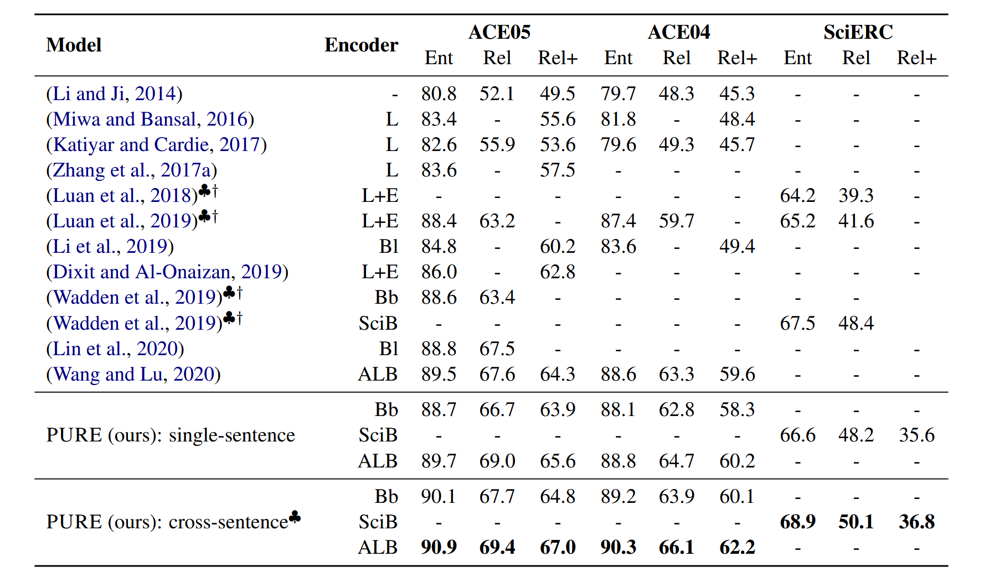 Model Encoder ACE05 ACE04 SciERC
Ent Rel Rel+ Ent Rel Rel+ Ent Rel Rel+
(Li and Ji, 2014) - 80.8 52.1 49.5 79.7 48.3 45.3 - - -
(Miwa and Bansal, 2016) L 83.4 - 55.6 81.8 - 48.4 - - -
(Katiyar and Cardie, 2017) L 82.6 55.9 53.6 79.6 49.3 45.7 - - -
(Zhang et al., 2017a) L 83.6 - 57.5 - - - - - -
(Luan et al., 2018)♣† L+E - - - - - - 64.2 39.3 -
(Luan et al., 2019)♣† L+E 88.4 63.2 - 87.4 59.7 - 65.2 41.6 -
(Li et al., 2019) Bl 84.8 - 60.2 83.6 - 49.4 - - -
(Dixit and Al-Onaizan, 2019) L+E 86.0 - 62.8 - - - - - -
(Wadden et al., 2019)♣† Bb 88.6 63.4 - - - - - -
(Wadden et al., 2019)♣† SciB - - - - - - 67.5 48.4
(Lin et al., 2020) Bl 88.8 67.5 - - - - - - -
(Wang and Lu, 2020) ALB 89.5 67.6 64.3 88.6 63.3 59.6 - - -
Bb 88.7 66.7 63.9 88.1 62.8 58.3 - - -
PURE (ours): single-sentence SciB - - - - - - 66.6 48.2 35.6
ALB 89.7 69.0 65.6 88.8 64.7 60.2 - - -
Bb 90.1 67.7 64.8 89.2 63.9 60.1 - - -
PURE (ours): cross-sentence♣ SciB - - - - - - 68.9 50.1 36.8
ALB 90.9 69.4 67.0 90.3 66.1 62.2 - - -